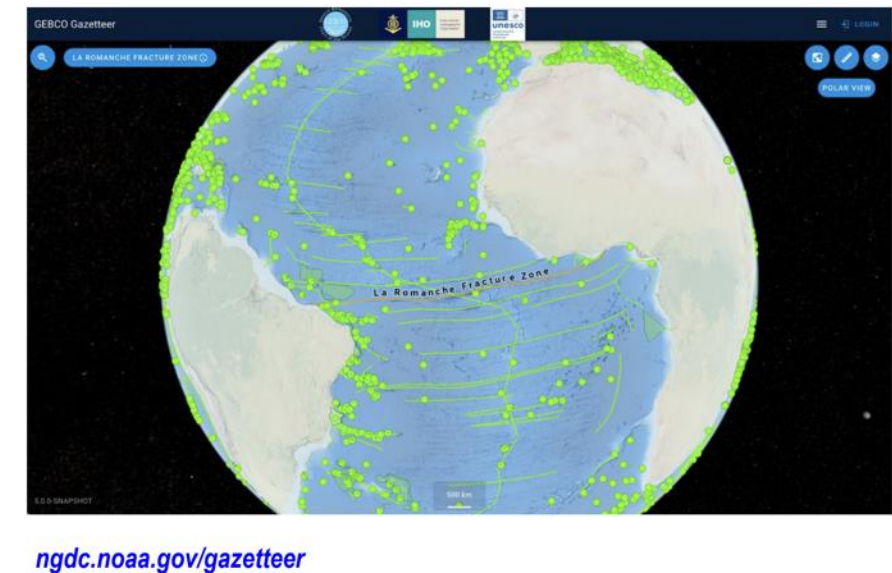 GEBCO Gazetteer
IHO
unesco
LOGIN
LA ROMANCHE FRACTURE ZONE
POLAR VIEW
La Romanche Fracture Zone
500 km
5.0.0-SNAPSHOT
ngdc.noaa.gov/gazetteer